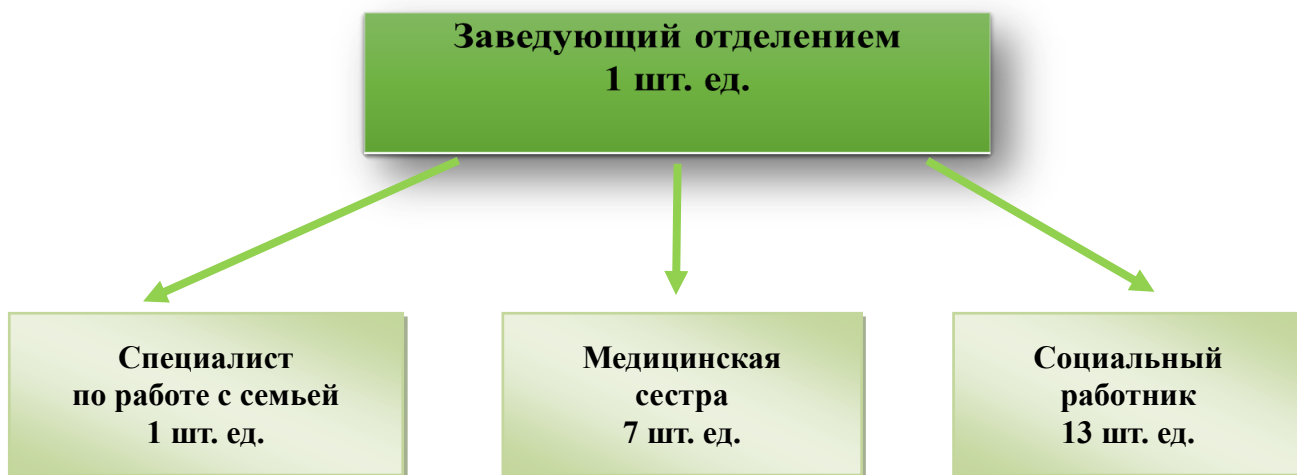 Заведующий отделением
1 шт. ед.
Специалист
по работе с семьей
1 шт. ед.
Медицинская
сестра
7 шт. ед.
Социальный
работник
13 шт. ед.